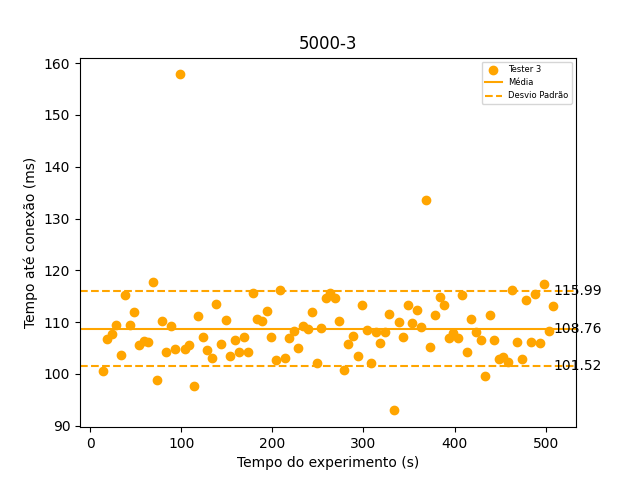 5000-3
Tempo até conexão (ms)
160
150
140
130
120
110
100
90
Tester 3
Média
Desvio Padrão
115.99
108.76
101.52
0 100 200 300 400 500
Tempo do experimento (s)